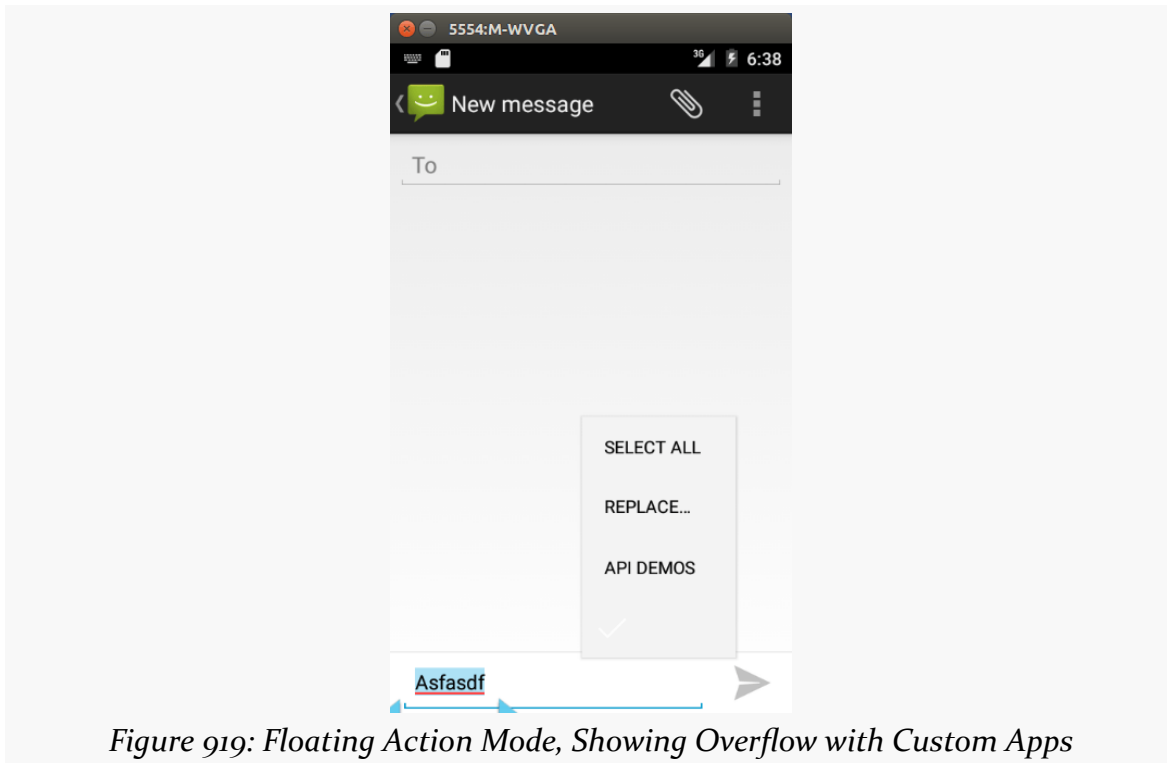 5554:M-WVGA
3G 6:38
New message
To
SELECT ALL
REPLACE...
API DEMOS
Asfasdf
Figure 919: Floating Action Mode, Showing Overflow with Custom Apps